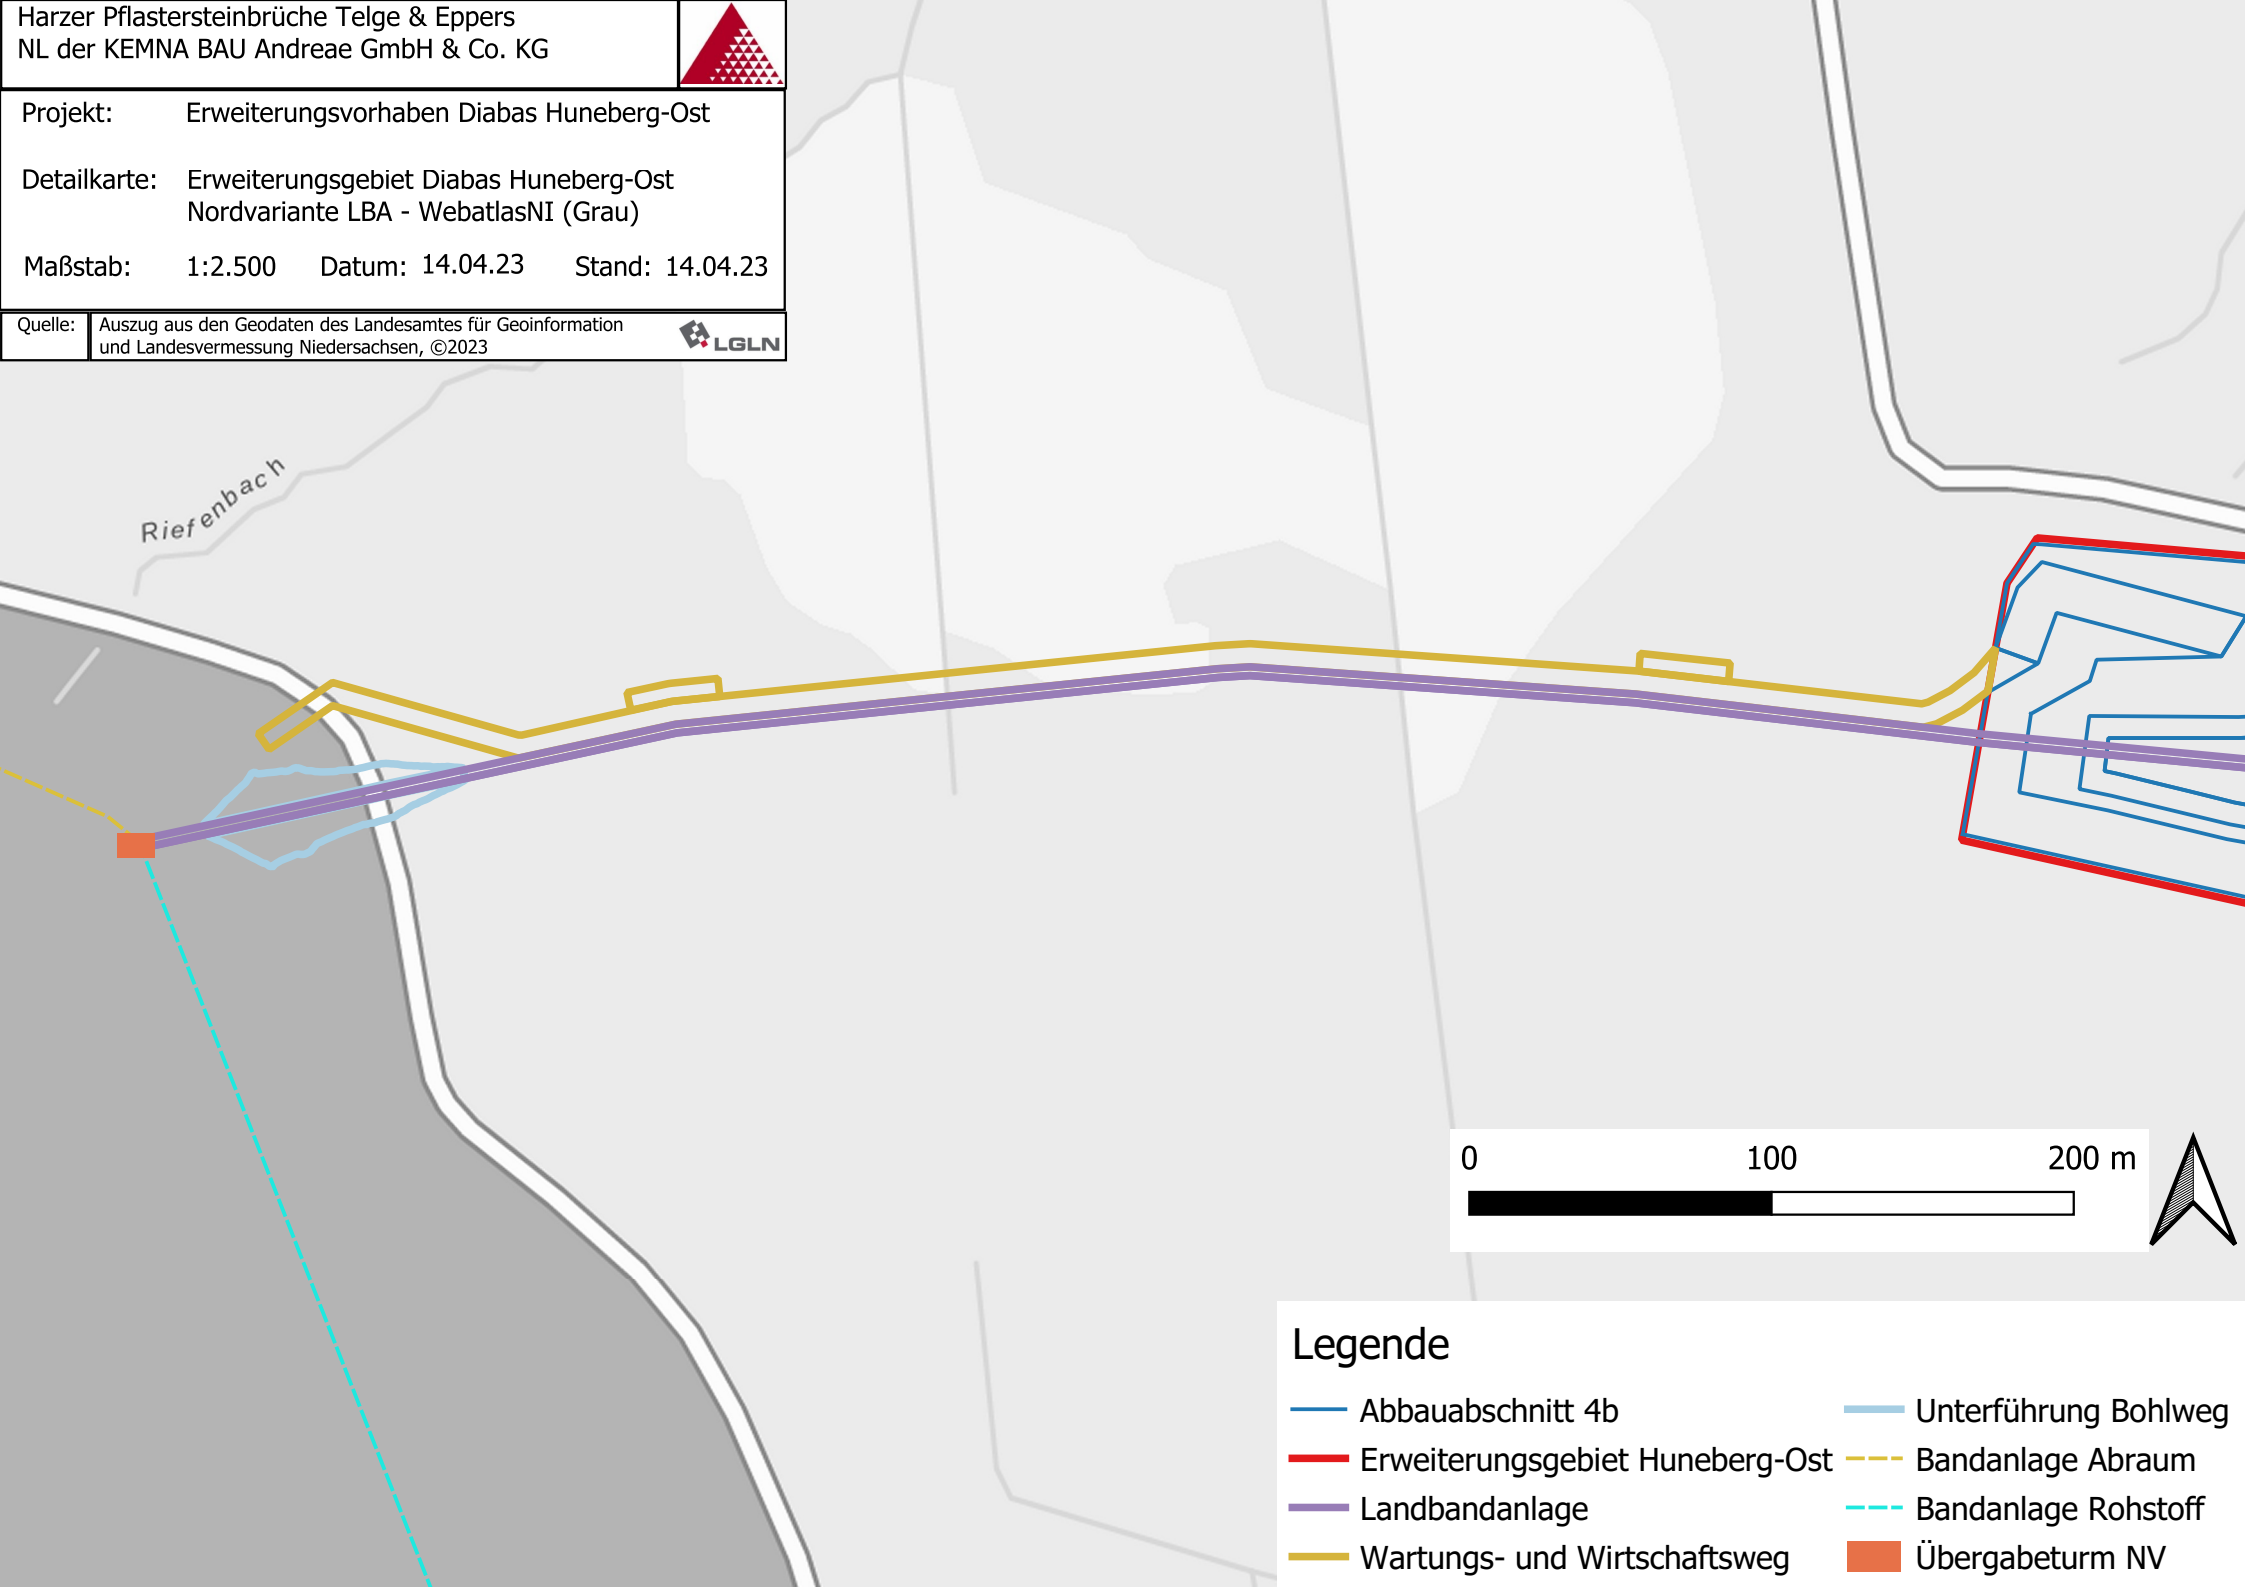 Harzer Pflastersteinbrüche Telge & Eppers
NL der KEMNA BAU Andreae GmbH & Co. KG
Projekt: Erweiterungsvorhaben Diabas Huneberg-Ost
Detailkarte: Erweiterungsgebiet Diabas Huneberg-Ost
Nordvariante LBA - WebatlasNI (Grau)
Maßstab: 1:2.500 Datum: 14.04.23 Stand: 14.04.23
Quelle: Auszug aus den Geodaten des Landesamtes für Geoinformation
und Landesvermessung Niedersachsen, ©2023
LGLN
Riefenbach
0 100 200 m
Legende
Abbauabschnitt 4b
Erweiterungsgebiet Huneberg-Ost
Landbandanlage
Wartungs- und Wirtschaftsweg
Unterführung Bohlweg
Bandanlage Abraum
Bandanlage Rohstoff
Übergabeturm NV